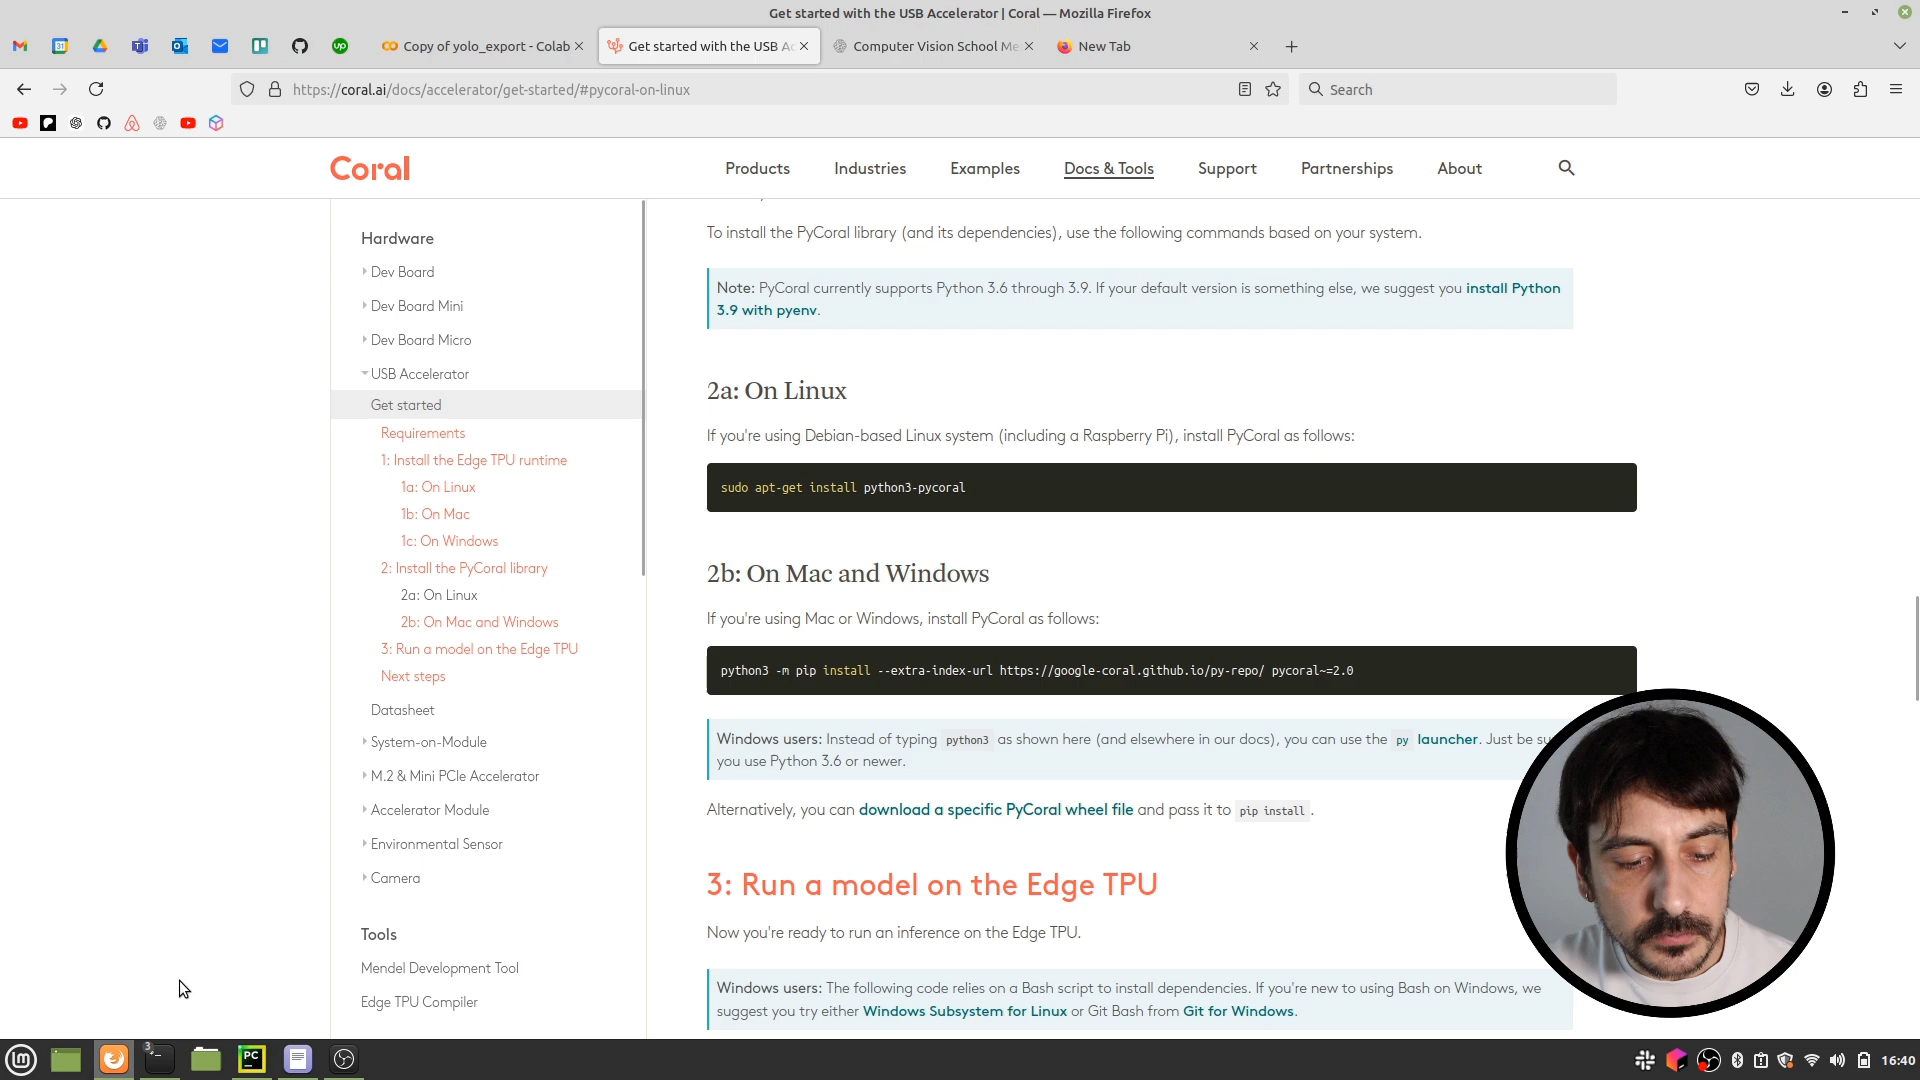 Get started with the USB Accelerator | Coral — Mozilla Firefox
Copy of yolo_export - Colab
Get started with the USB Ac
Computer Vision School Me
New Tab
https://coral.ai/docs/accelerator/get-started/#pycoral-on-linux
Search
Coral
Products
Industries
Examples
Docs & Tools
Support
Partnerships
About
Hardware
Dev Board
Dev Board Mini
Dev Board Micro
USB Accelerator
Get started
Requirements
1: Install the Edge TPU runtime
1a: On Linux
1b: On Mac
1c: On Windows
2: Install the PyCoral library
2a: On Linux
2b: On Mac and Windows
3: Run a model on the Edge TPU
Next steps
Datasheet
System-on-Module
M.2 & Mini PCIe Accelerator
Accelerator Module
Environmental Sensor
Camera
Tools
Mendel Development Tool
Edge TPU Compiler
To install the PyCoral library (and its dependencies), use the following commands based on your system.
Note: PyCoral currently supports Python 3.6 through 3.9. If your default version is something else, we suggest you install Python
3.9 with pyenv.
2a: On Linux
If you're using Debian-based Linux system (including a Raspberry Pi), install PyCoral as follows:
sudo apt-get install python3-pycoral
2b: On Mac and Windows
If you're using Mac or Windows, install PyCoral as follows:
python3 -m pip install --extra-index-url https://google-coral.github.io/py-repo/ pycoral~=2.0
Windows users: Instead of typing python3 as shown here (and elsewhere in our docs), you can use the py launcher. Just be su
you use Python 3.6 or newer.
Alternatively, you can download a specific PyCoral wheel file and pass it to pip install.
3: Run a model on the Edge TPU
Now you're ready to run an inference on the Edge TPU.
Windows users: The following code relies on a Bash script to install dependencies. If you're new to using Bash on Windows, we
suggest you try either Windows Subsystem for Linux or Git Bash from Git for Windows.
3
PC
16:40